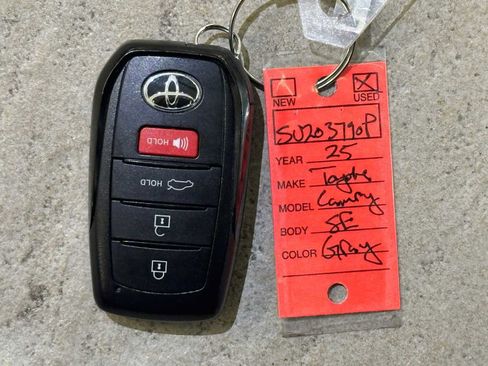 HOLD
HOLD
NEW USED
SU203790P
YEAR 25
MAKE Toyota
MODEL Camry
BODY SE
COLOR Gray